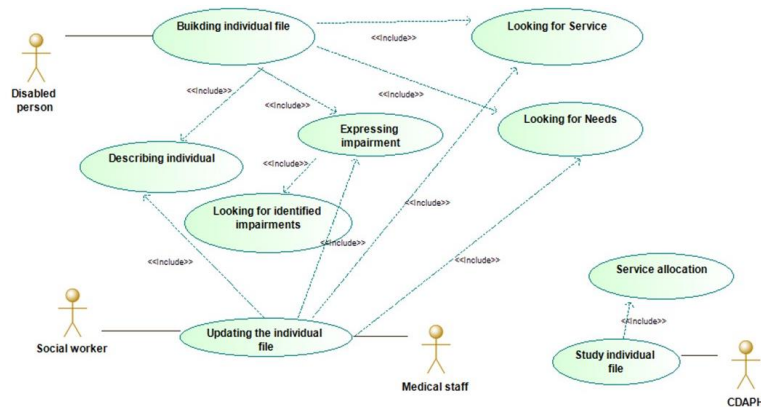 Buikding individual file
Looking for Service
<<Include>>
Disabled
person
<<Include>>
<<Include>>
<<Include>>
Expressing
impairment
Looking for Needs
Describing individual
<<Include>>
Looking for identified
impairments
<<Include>>
<<Include>>
<<Include>>
<<Include>>
Service allocation
Social worker
Updating the individual
file
Medical staff
<<Include>>
Study individual
file
CDAPH